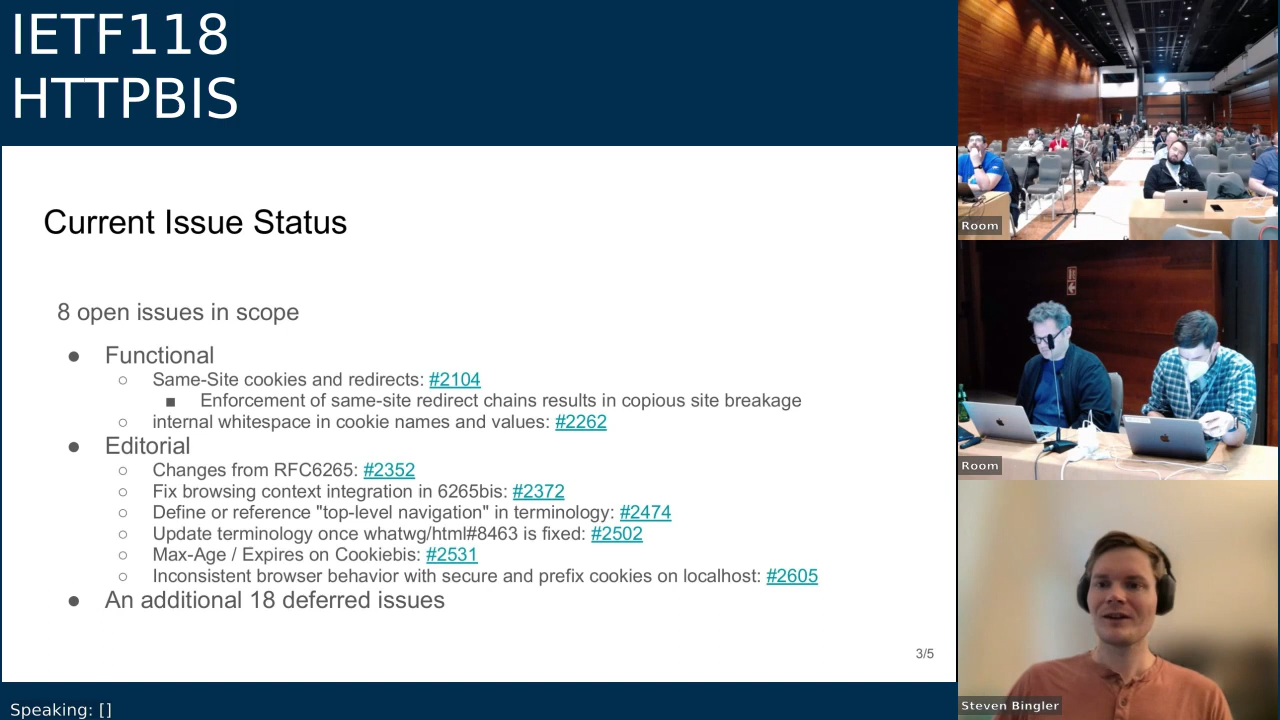 IETF118
HTTPBIS
Current Issue Status
8 open issues in scope
● Functional
○ Same-Site cookies and redirects: #2104
■ Enforcement of same-site redirect chains results in copious site breakage
○ internal whitespace in cookie names and values: #2262
● Editorial
○ Changes from RFC6265: #2352
○ Fix browsing context integration in 6265bis: #2372
○ Define or reference "top-level navigation" in terminology: #2474
○ Update terminology once whatwg/html#8463 is fixed: #2502
○ Max-Age / Expires on Cookiebis: #2531
○ Inconsistent browser behavior with secure and prefix cookies on localhost: #2605
● An additional 18 deferred issues
3/5
Speaking: []
Room
Room
Steven Bingler